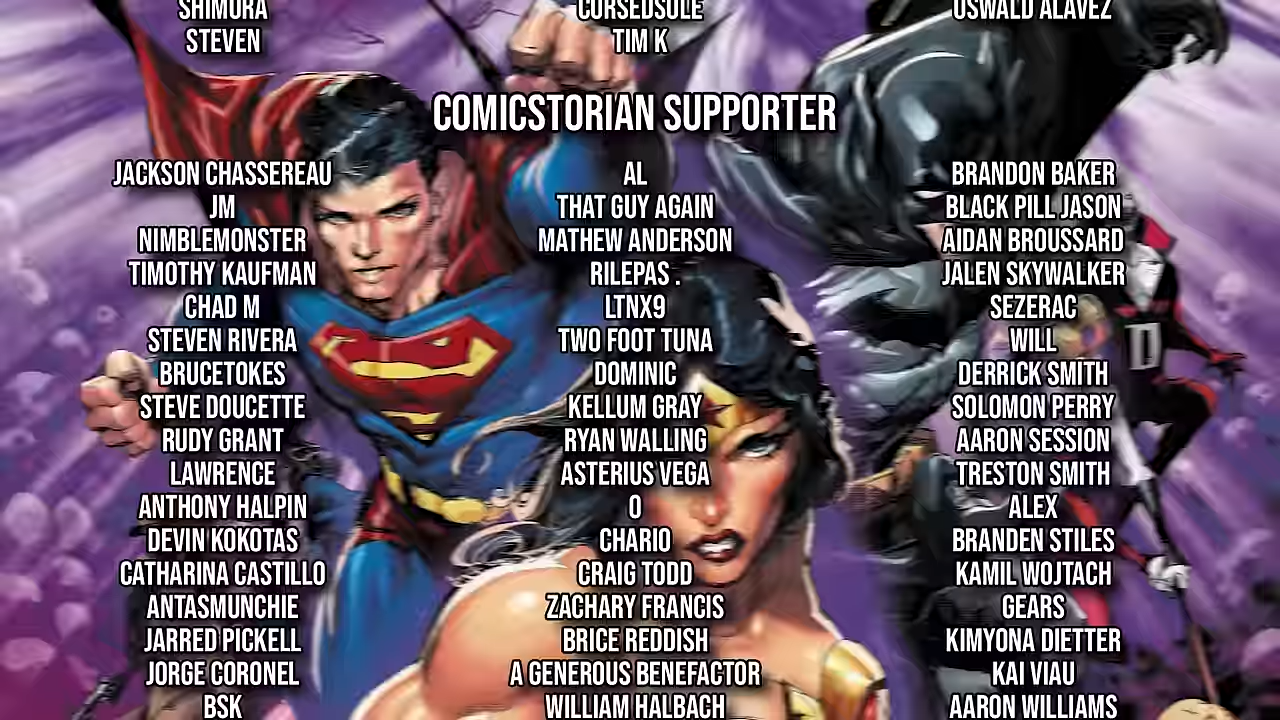 SHIMURA CURSEDSOLE OSWALD ALAVEZ
STEVEN TIM K
COMICSTORIAN SUPPORTER
JACKSON CHASSEREAU AL BRANDON BAKER
JM THAT GUY AGAIN BLACK PILL JASON
NIMBLEMONSTER MATHEW ANDERSON AIDAN BROUSSARD
TIMOTHY KAUFMAN RILEPAS . JALEN SKYWALKER
CHAD M LTNX9 SEZERAC
STEVEN RIVERA TWO FOOT TUNA WILL
BRUCETOKES DOMINIC DERRICK SMITH
STEVE DOUCETTE KELLUM GRAY SOLOMON PERRY
RUDY GRANT RYAN WALLING AARON SESSION
LAWRENCE ASTERIUS VEGA TRESTON SMITH
ANTHONY HALPIN O ALEX
DEVIN KOKOTAS CHARIO BRANDEN STILES
CATHARINA CASTILLO CRAIG TODD KAMIL WOJTACH
ANTASMUNCHIE ZACHARY FRANCIS GEARS
JARRED PICKELL BRICE REDDISH KIMYONA DIETTER
JORGE CORONEL A GENEROUS BENEFACTOR KAI VIAU
BSK WILLIAM HALBACH AARON WILLIAMS